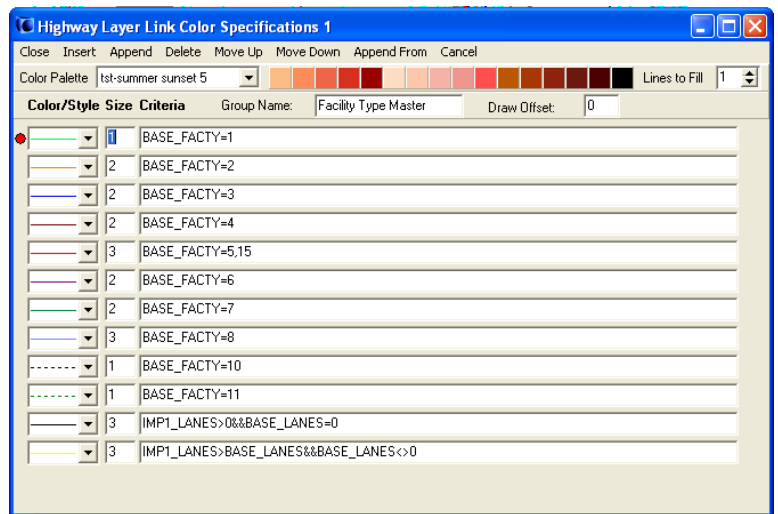 Highway Layer Link Color Specifications 1
Close Insert Append Delete Move Up Move Down Append From Cancel
Color Palette tst-summer sunset 5 Lines to Fill 1
Color/Style Size Criteria Group Name: Facility Type Master Draw Offset: 0
1 BASE_FACTY=1
2 BASE_FACTY=2
2 BASE_FACTY=3
2 BASE_FACTY=4
3 BASE_FACTY=5,15
2 BASE_FACTY=6
2 BASE_FACTY=7
3 BASE_FACTY=8
1 BASE_FACTY=10
1 BASE_FACTY=11
3 IMP1_LANES>0&&BASE_LANES=0
3 IMP1_LANES>BASE_LANES&&BASE_LANES<>0